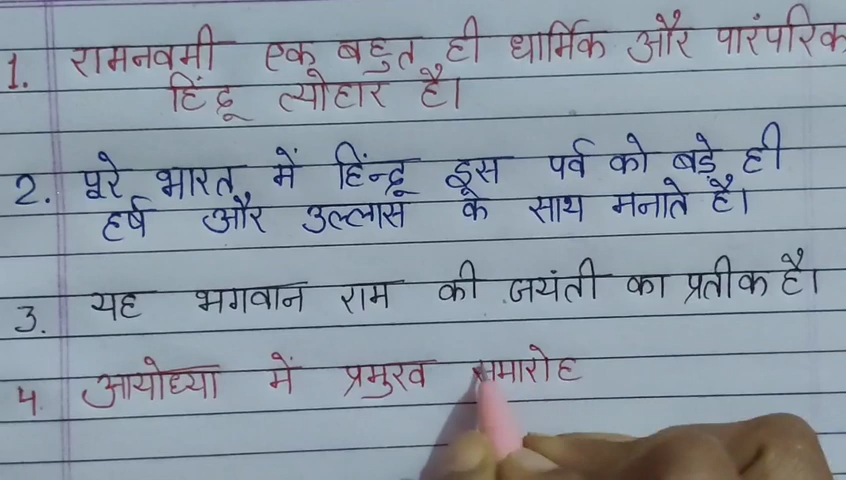 1. रामनवमी एक बहुत ही धार्मिक और पारंपरिक
हिंदू त्योहार है।
2. पूरे भारत में हिन्दू इस पर्व को बड़े ही
हर्ष और उल्लास के साथ मनाते है।
3. यह भगवान राम की जयंती का प्रतीक है।
4. आयोध्या में प्रमुख समारोह